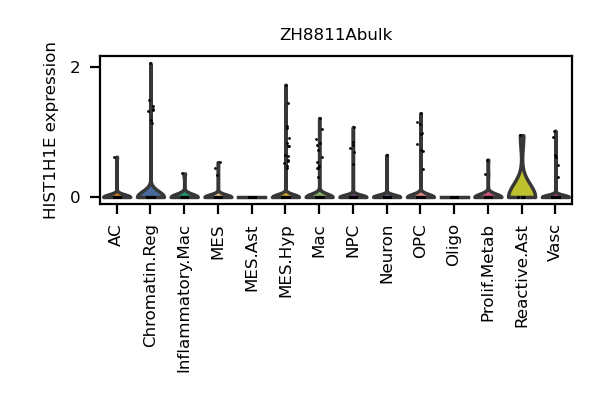 ZH8811Abulk
HIST1H1E expression
2
0
AC
Chromatin.Reg
Inflammatory.Mac
MES
MES.Ast
MES.Hyp
Mac
NPC
Neuron
OPC
Oligo
Prolif.Metab
Reactive.Ast
Vasc